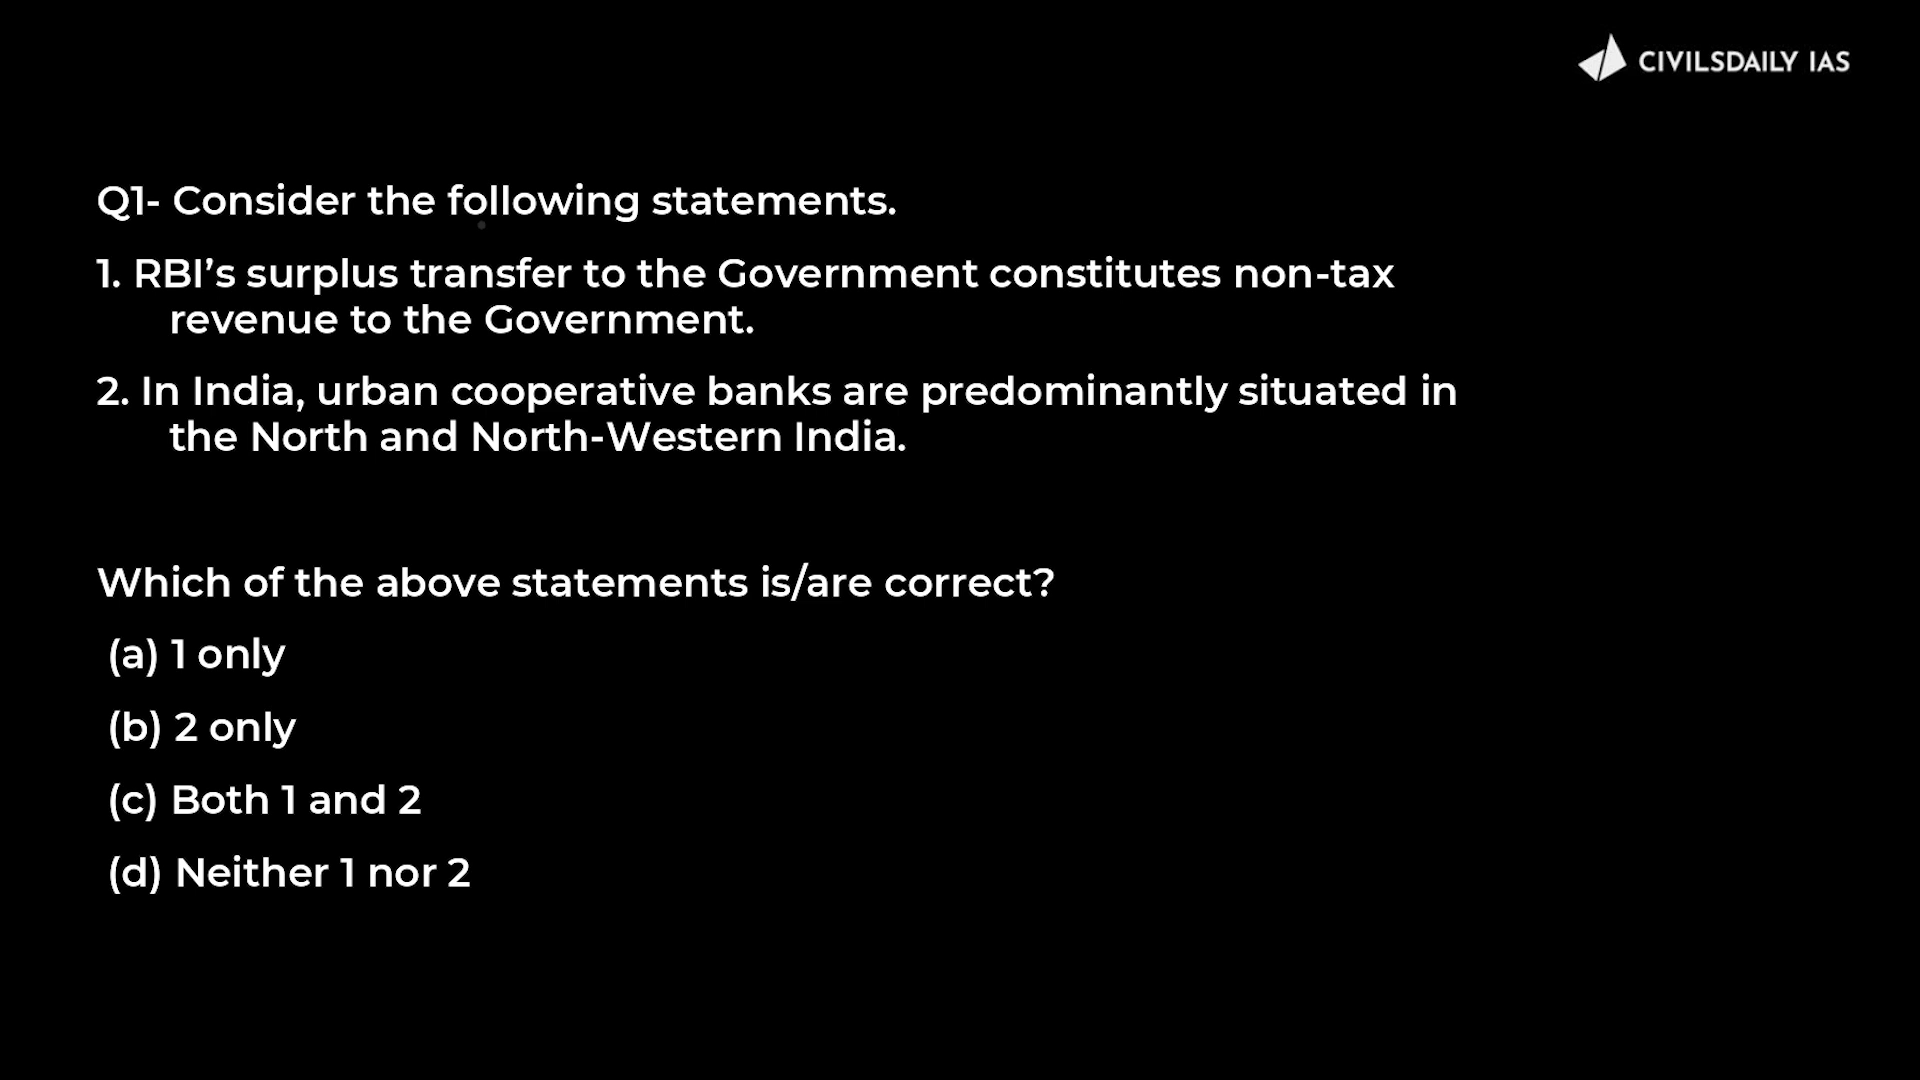 CIVILSDAILY IAS
Q1- Consider the following statements.
1. RBI’s surplus transfer to the Government constitutes non-tax
revenue to the Government.
2. In India, urban cooperative banks are predominantly situated in
the North and North-Western India.
Which of the above statements is/are correct?
(a) 1 only
(b) 2 only
(c) Both 1 and 2
(d) Neither 1 nor 2